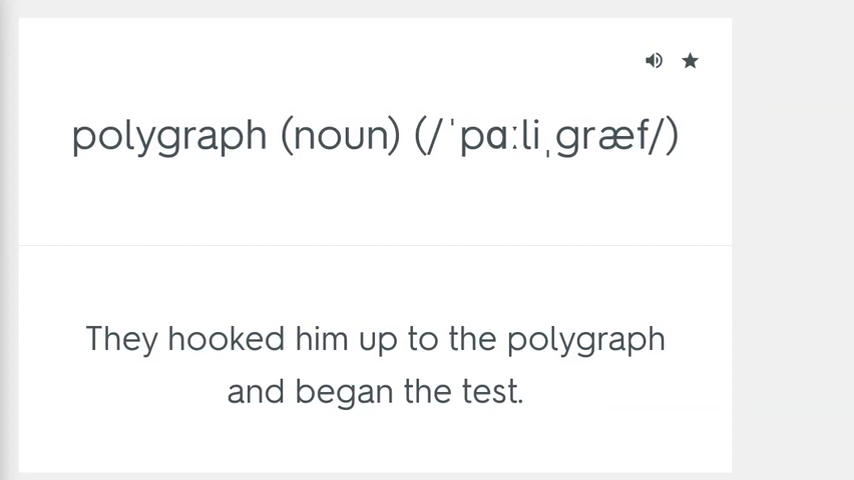 polygraph (noun) (/ˈpɑːliˌɡræf/)
They hooked him up to the polygraph
and began the test.